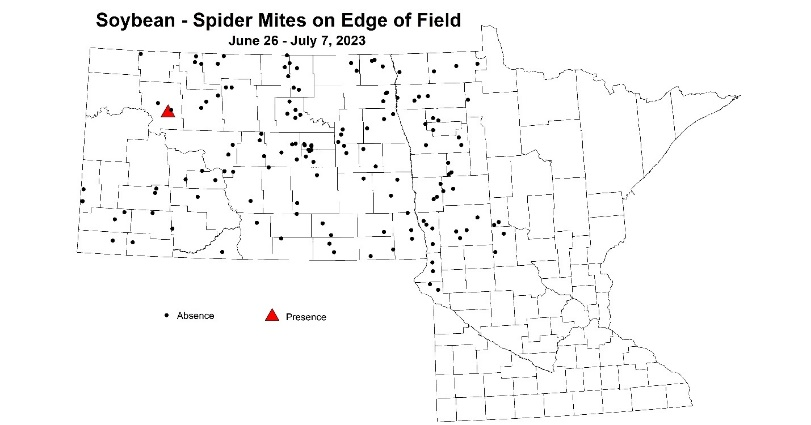 Soybean - Spider Mites on Edge of Field
June 26 - July 7, 2023
Absence
Presence